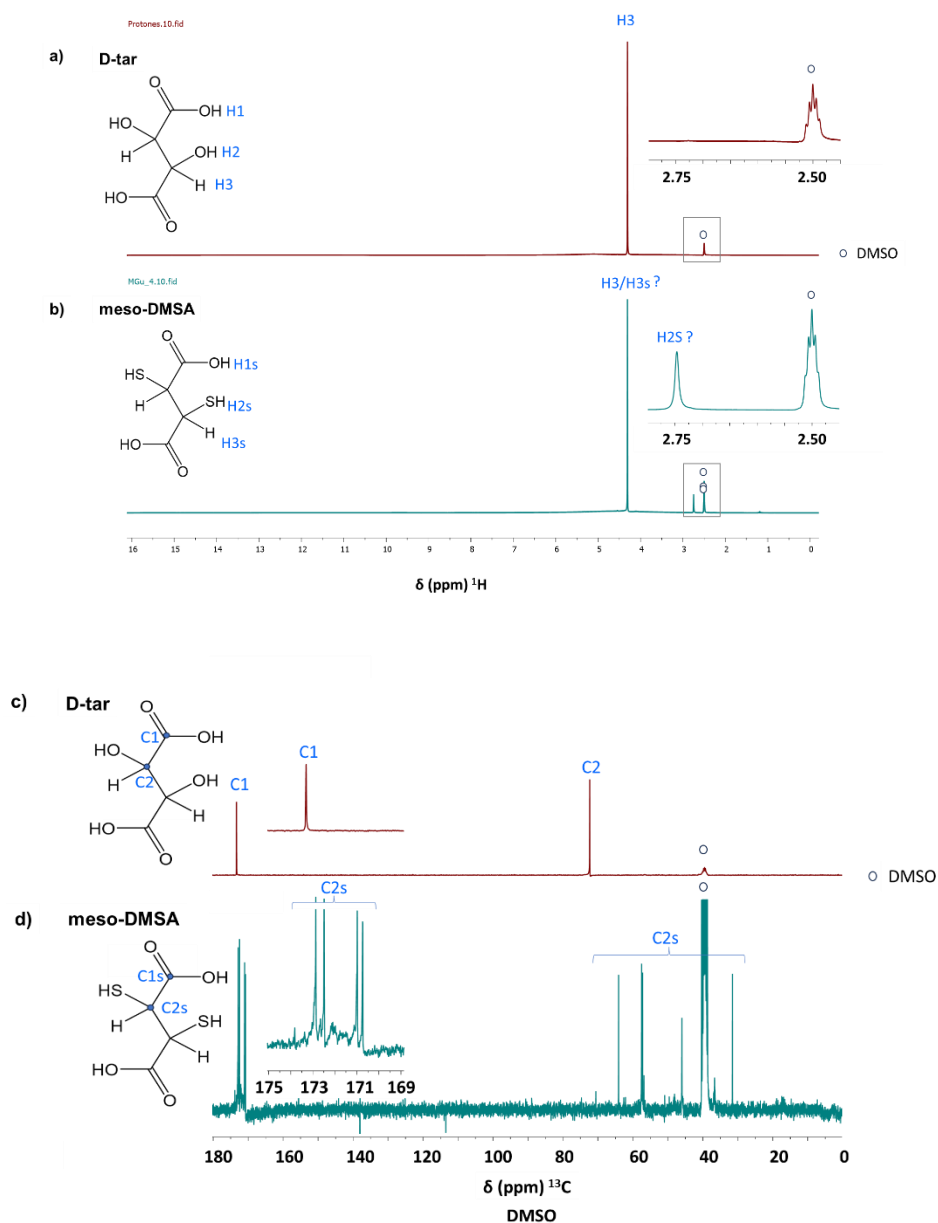 Protones.10.fid
H3
a) D-tar
O
OH H1
HO
H
OH H2
H H3
HO
O
2.75 2.50
DMSO
MGu_4.10.fid
b) meso-DMSA
H3/H3s ?
H2S ?
O
OH H1s
HS
H
SH H2s
H
HO
H3s
O
2.75 2.50
16 15 14 13 12 11 10 9 8 7 6 5 4 3 2 1 0
δ (ppm) ¹H
c) D-tar
O
C1 OH
HO
C2
H
OH
H
HO
O
C1
C1
C2
DMSO
d) meso-DMSA
C2s
C2s
O
C1s OH
HS
C2s
H
SH
H
HO
O
175 173 171 169
180 160 140 120 100 80 60 40 20 0
δ (ppm) ¹³C
DMSO